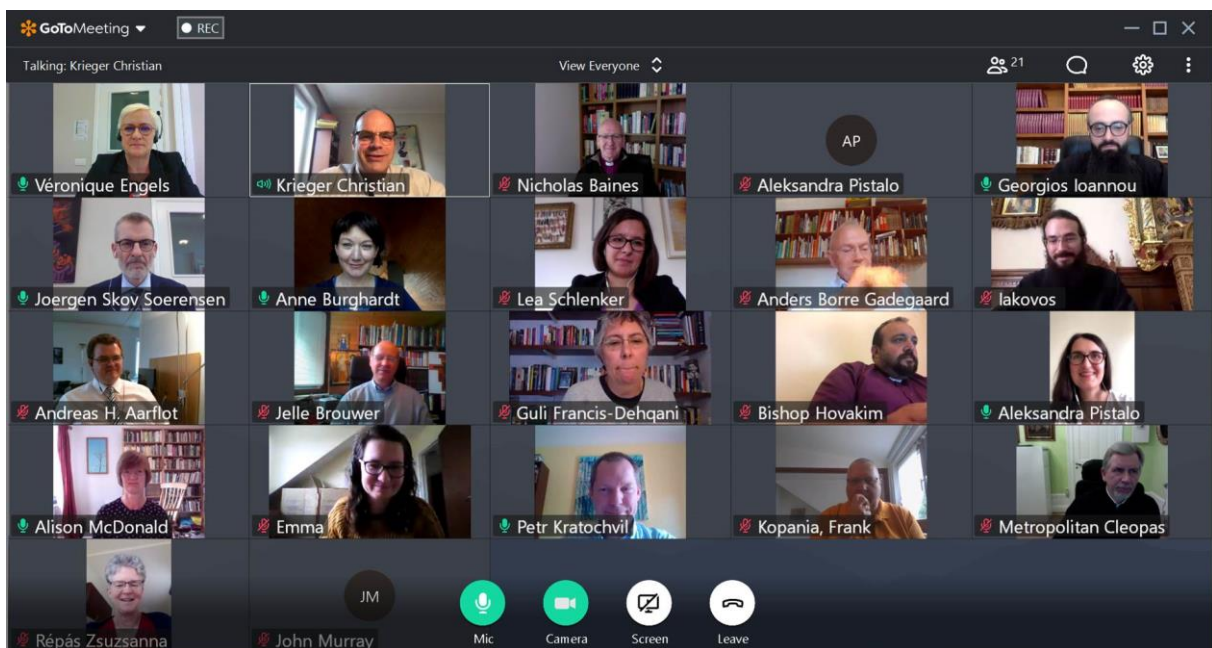 GoToMeeting REC
Talking: Krieger Christian View Everyone 21
Véronique Engels Krieger Christian Nicholas Baines AP Aleksandra Pistalo Georgios Ioannou
Joergen Skov Soerensen Anne Burghardt Lea Schlenker Anders Borre Gadegaard Iakovos
Andreas H. Aarflot Jelle Brouwer Guli Francis-Dehqani Bishop Hovakim Aleksandra Pistalo
Alison McDonald Emma Petr Kratochvil Kopania, Frank Metropolitan Cleopas
Répás Zsuzsanna JM John Murray
Mic Camera Screen Leave